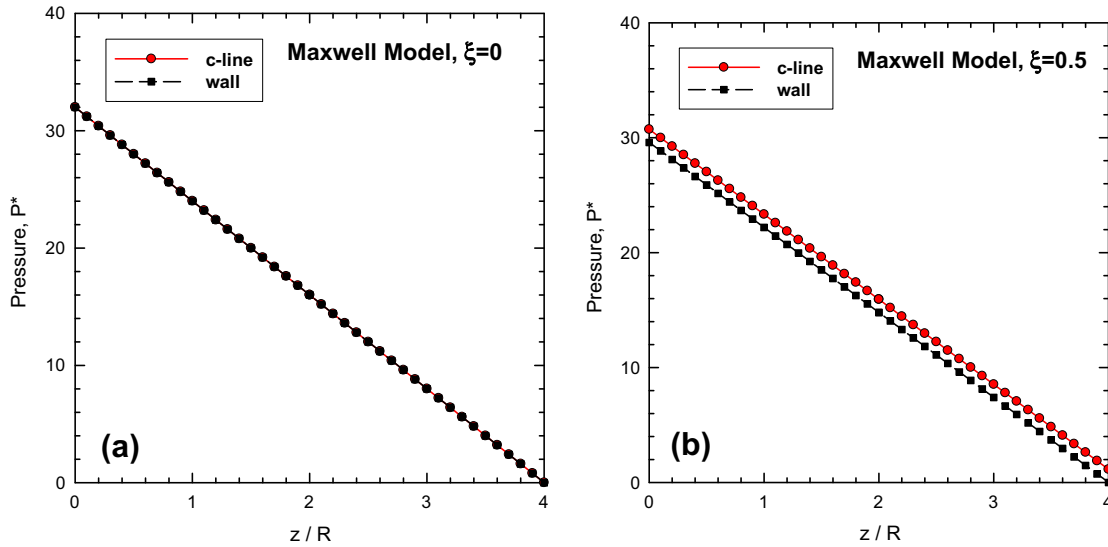 40
30
20
10
0
Pressure, P*
Maxwell Model, ξ=0
c-line
wall
(a)
0 1 2 3 4
z / R
40
30
20
10
0
Pressure, P*
Maxwell Model, ξ=0.5
c-line
wall
(b)
0 1 2 3 4
z / R